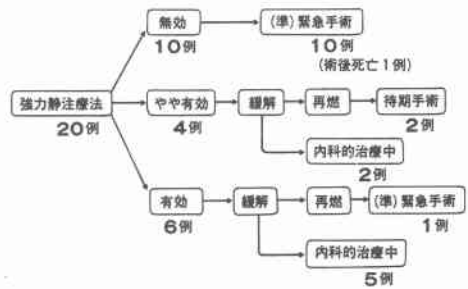 無効
10例
(準)緊急手術
10例
(術後死亡1例)
強力静注療法
20例
やや有効
4例
緩解
再燃
待期手術
2例
内科的治療中
2例
有効
6例
緩解
再燃
(準)緊急手術
1例
内科的治療中
5例